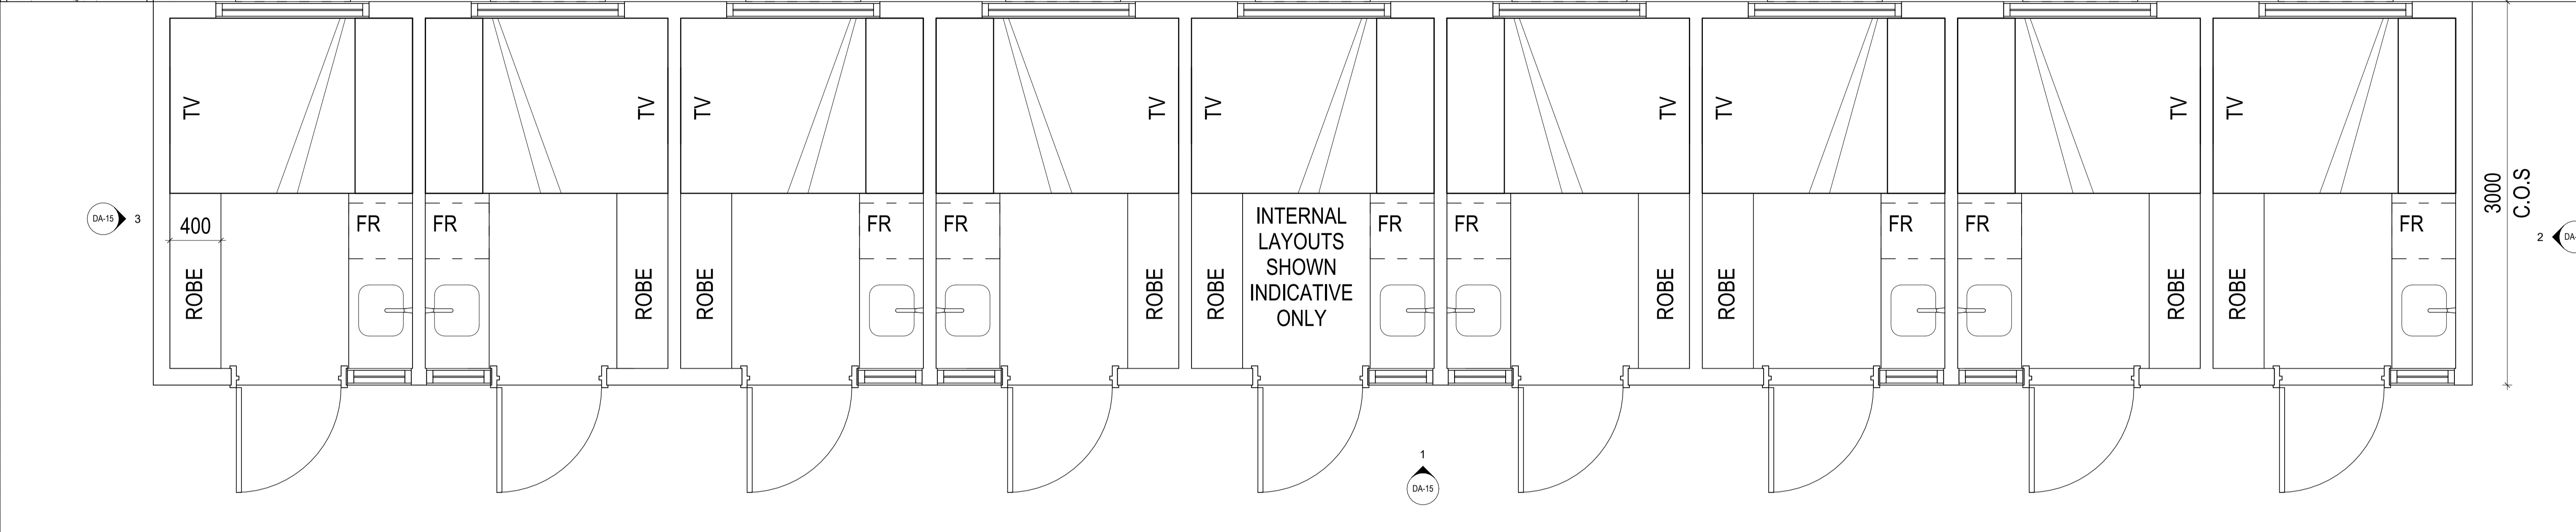 TV
TV
TV
TV
TV
TV
TV
TV
TV
DA-15
3
400
FR
FR
FR
FR
INTERNAL
LAYOUTS
SHOWN
INDICATIVE
ONLY
FR
FR
FR
FR
FR
3000
C.O.S
2
DA-
ROBE
ROBE
ROBE
ROBE
ROBE
ROBE
ROBE
ROBE
ROBE
1
DA-15